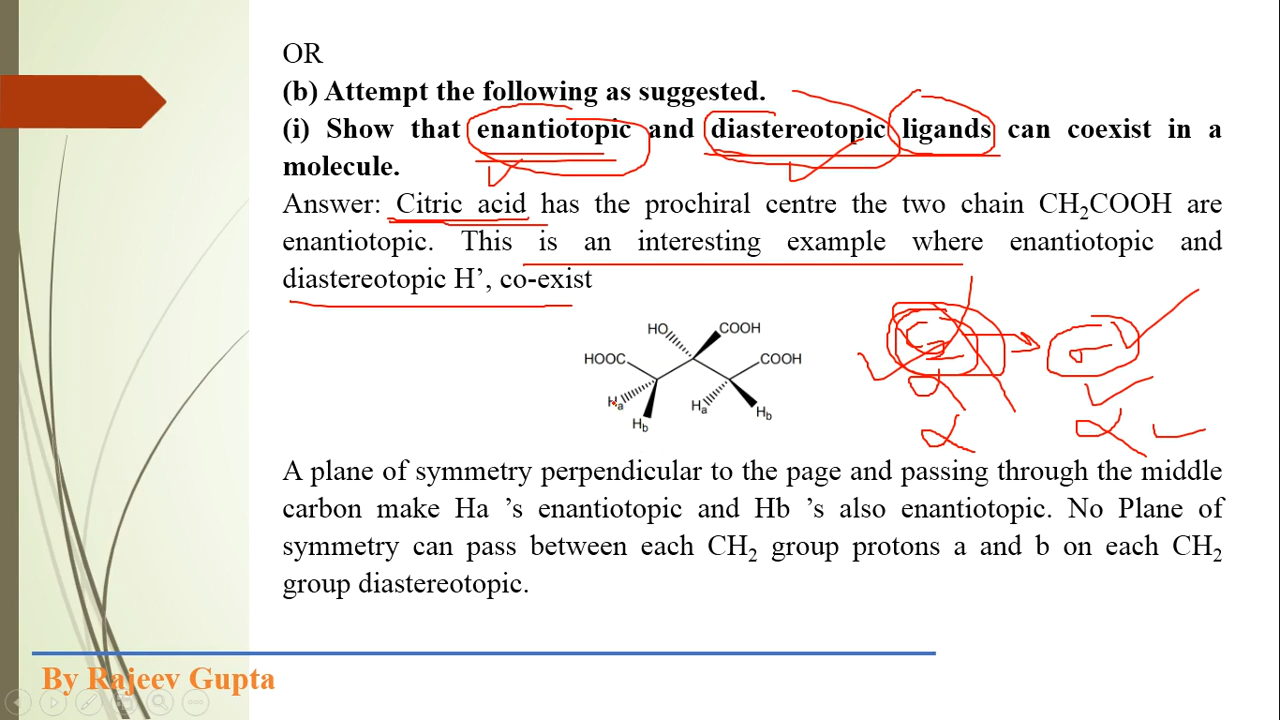 OR
(b) Attempt the following as suggested.
(i) Show that enantiotopic and diastereotopic ligands can coexist in a
molecule.
Answer: Citric acid has the prochiral centre the two chain CH₂COOH are
enantiotopic. This is an interesting example where enantiotopic and
diastereotopic H’, co-exist
HO COOH
HOOC COOH
Ha Hb Ha Hb
A plane of symmetry perpendicular to the page and passing through the middle
carbon make Ha ’s enantiotopic and Hb ’s also enantiotopic. No Plane of
symmetry can pass between each CH₂ group protons a and b on each CH₂
group diastereotopic.
By Rajeev Gupta